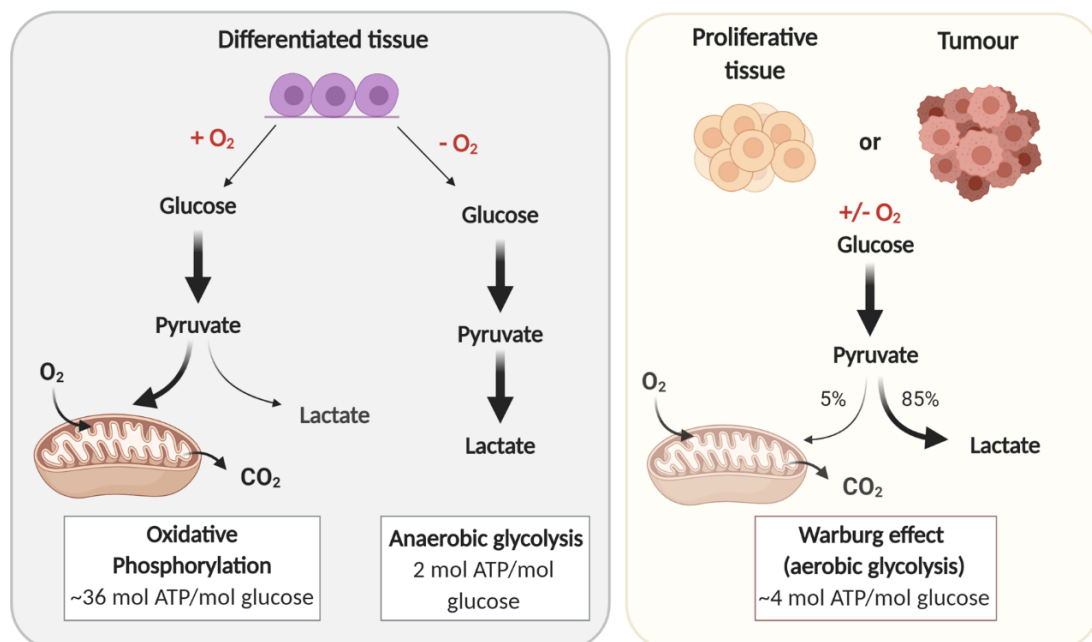 Differentiated tissue
+ O₂
- O₂
Glucose
Glucose
Pyruvate
Pyruvate
O₂
Lactate
Lactate
CO₂
Oxidative
Phosphorylation
~36 mol ATP/mol glucose
Anaerobic glycolysis
2 mol ATP/mol
glucose
Proliferative
tissue
or
Tumour
+/- O₂
Glucose
Pyruvate
O₂
5%
85%
Lactate
CO₂
Warburg effect
(aerobic glycolysis)
~4 mol ATP/mol glucose